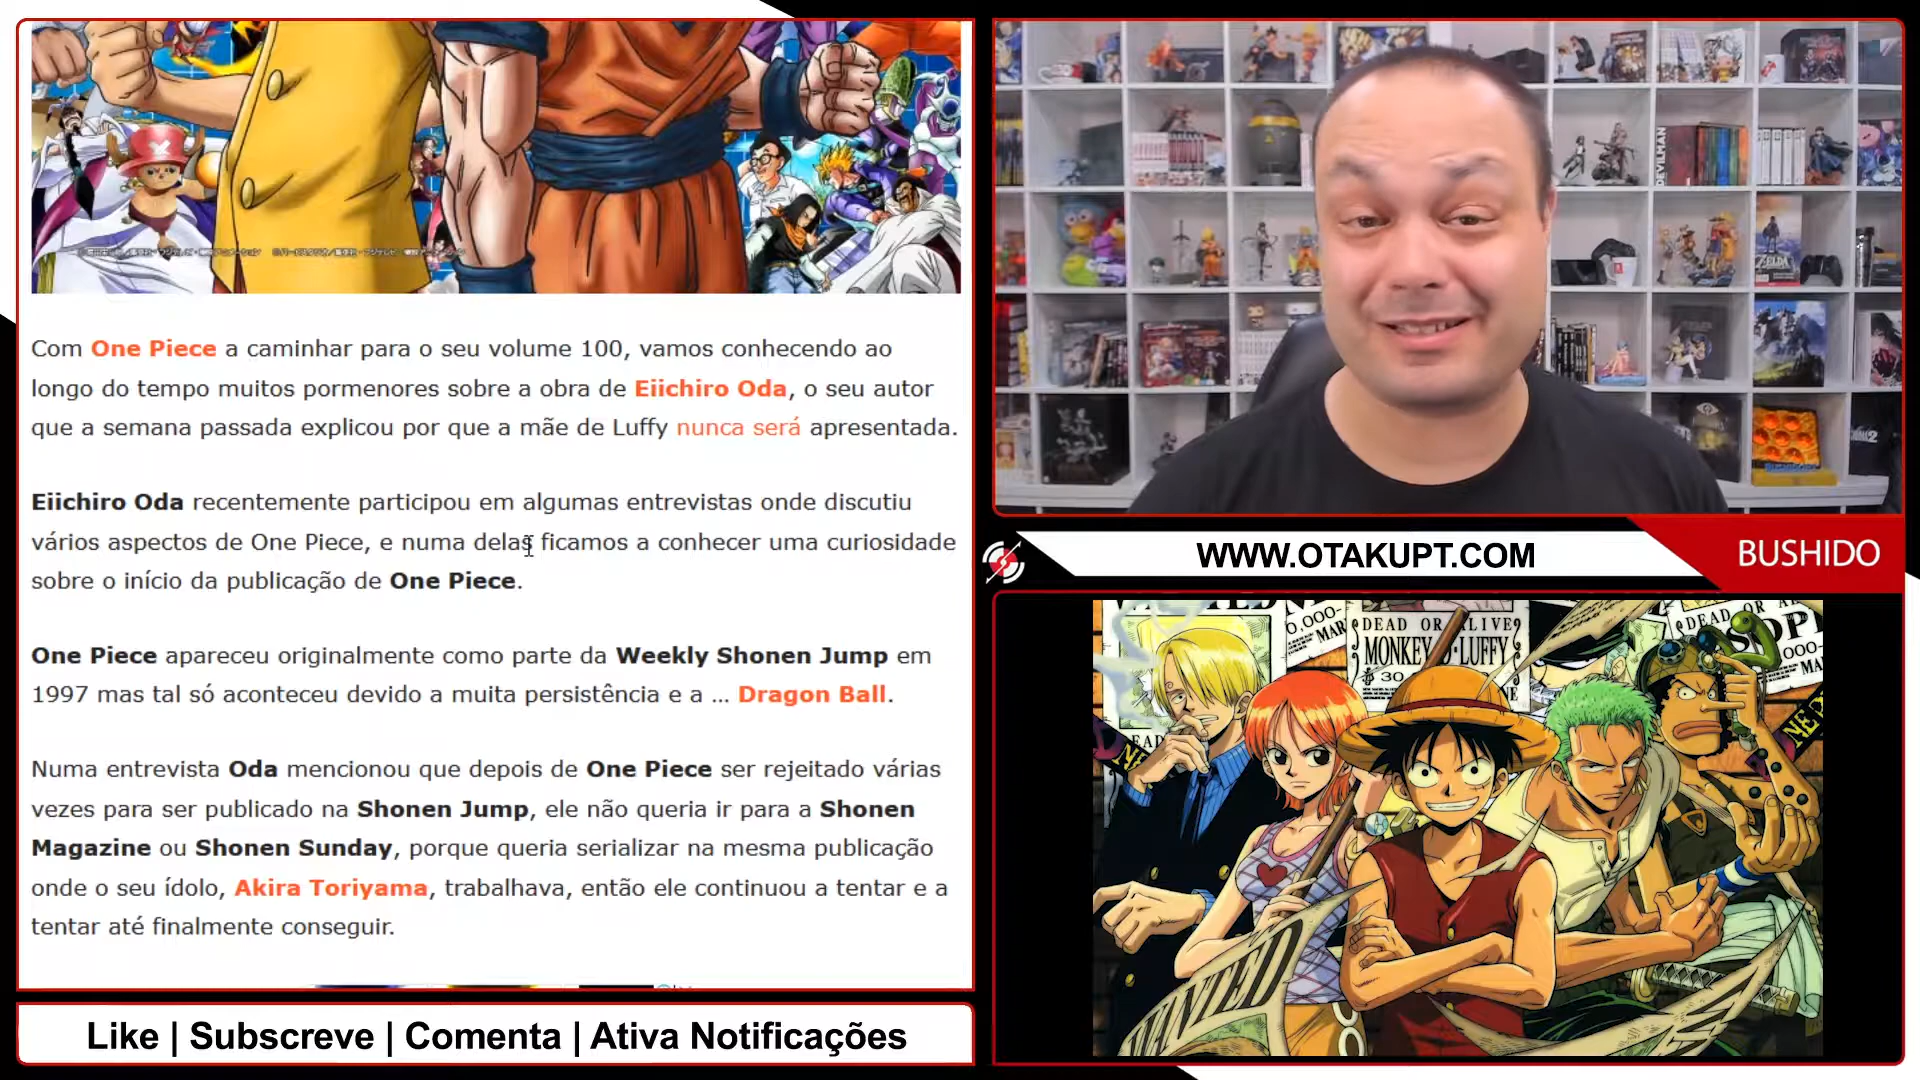 Com One Piece a caminhar para o seu volume 100, vamos conhecendo ao
longo do tempo muitos pormenores sobre a obra de Eiichiro Oda, o seu autor
que a semana passada explicou por que a mãe de Luffy nunca será apresentada.
Eiichiro Oda recentemente participou em algumas entrevistas onde discutiu
vários aspectos de One Piece, e numa delas ficamos a conhecer uma curiosidade
sobre o início da publicação de One Piece.
One Piece apareceu originalmente como parte da Weekly Shonen Jump em
1997 mas tal só aconteceu devido a muita persistência e a ... Dragon Ball.
Numa entrevista Oda mencionou que depois de One Piece ser rejeitado várias
vezes para ser publicado na Shonen Jump, ele não queria ir para a Shonen
Magazine ou Shonen Sunday, porque queria serializar na mesma publicação
onde o seu ídolo, Akira Toriyama, trabalhava, então ele continuou a tentar e a
tentar até finalmente conseguir.
Like | Subscreve | Comenta | Ativa Notificações
DEVILMAN
ZELDA
WWW.OTAKUPT.COM
BUSHIDO
DEAD OR ALIVE
MONKEY D LUFFY
DEAD OR
WANTED